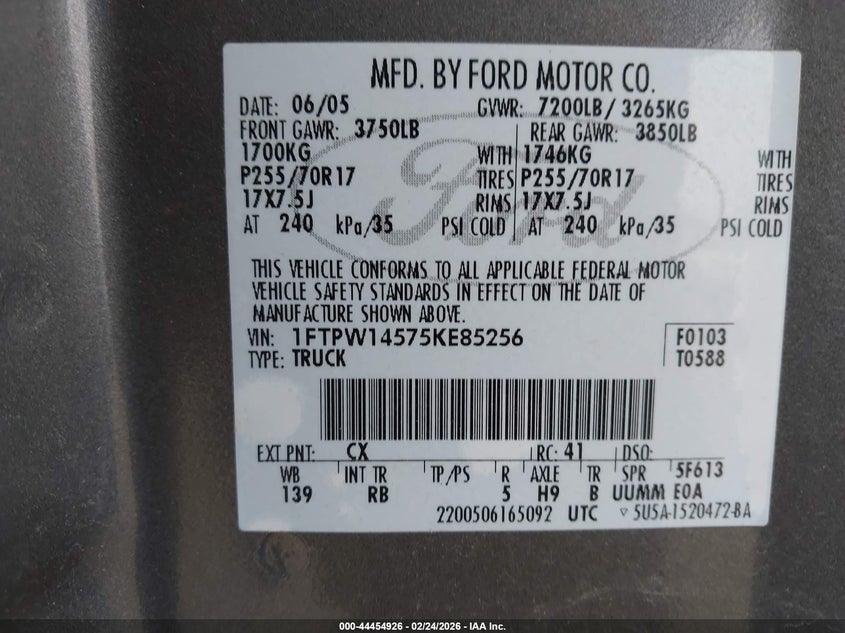 MFD. BY FORD MOTOR CO.
DATE: 06/05 GVWR: 7200LB/ 3265KG
FRONT GAWR: 3750LB REAR GAWR: 3850LB
1700KG WITH 1746KG WITH
P255/70R17 TIRES P255/70R17 TIRES
17X7.5J RIMS 17X7.5J RIMS
AT 240 kPa/35 PSI COLD AT 240 kPa/35 PSI COLD
Ford
THIS VEHICLE CONFORMS TO ALL APPLICABLE FEDERAL MOTOR
VEHICLE SAFETY STANDARDS IN EFFECT ON THE DATE OF
MANUFACTURE SHOWN ABOVE.
VIN: 1FTPW14575KE85256 F0103
TYPE: TRUCK T0588
EXT PNT: CX RC: 41 DSO:
WB INT TR TP/PS R AXLE TR SPR 5F613
139 RB 5 H9 B UUMM E0A
2200506165092 UTC ▽ 5U5A-1520472-BA
000-44454926 - 02/24/2026 - IAA Inc.